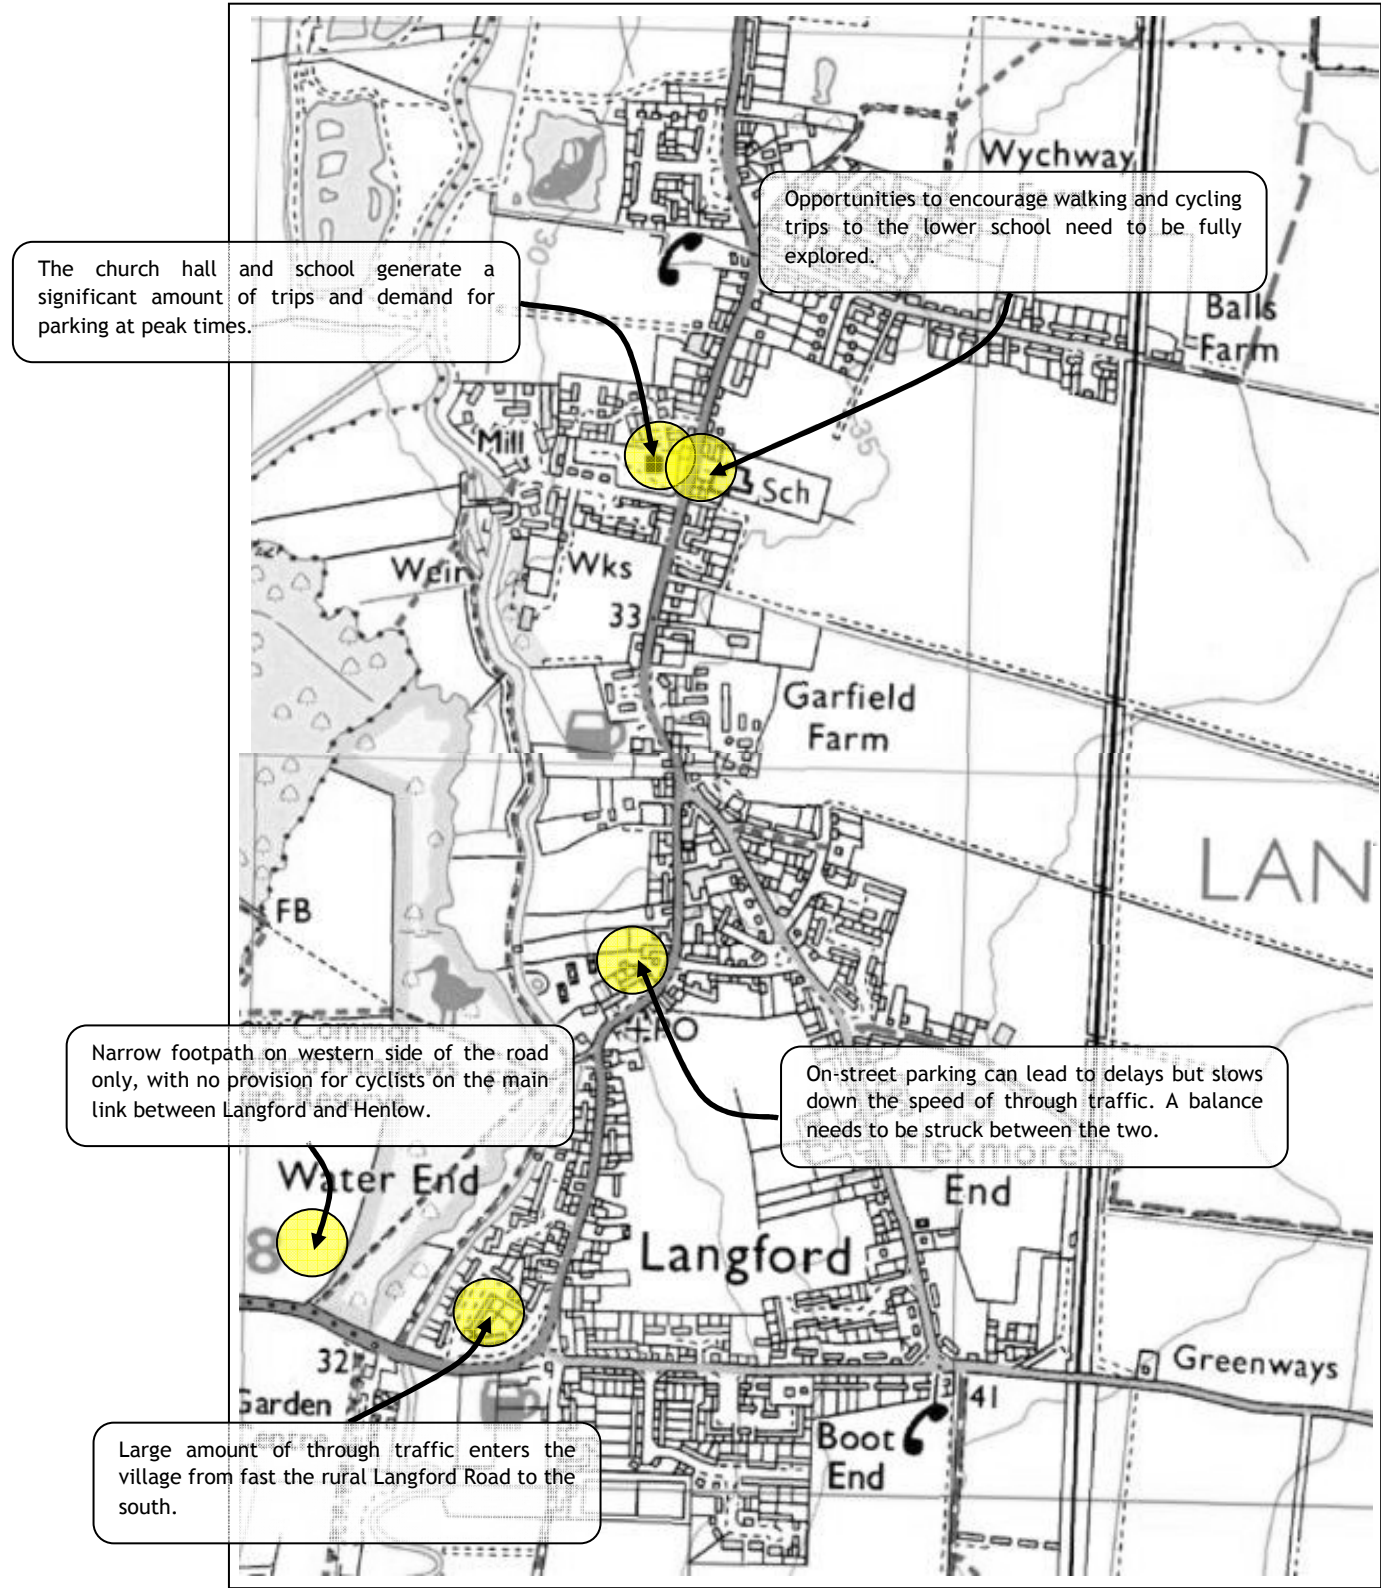 Wychway
Opportunities to encourage walking and cycling
trips to the lower school need to be fully
explored.
30
The church hall and school generate a
significant amount of trips and demand for
parking at peak times.
Balls
Farm
35
Mill
Sch
Weir
Wks
33
Garfield
Farm
LAN
FB
PO
Narrow footpath on western side of the road
only, with no provision for cyclists on the main
link between Langford and Henlow.
On-street parking can lead to delays but slows
down the speed of through traffic. A balance
needs to be struck between the two.
Flexmore
End
Water End
8
Langford
32
Greenways
Garden
41
Boot
End
Large amount of through traffic enters the
village from fast the rural Langford Road to the
south.